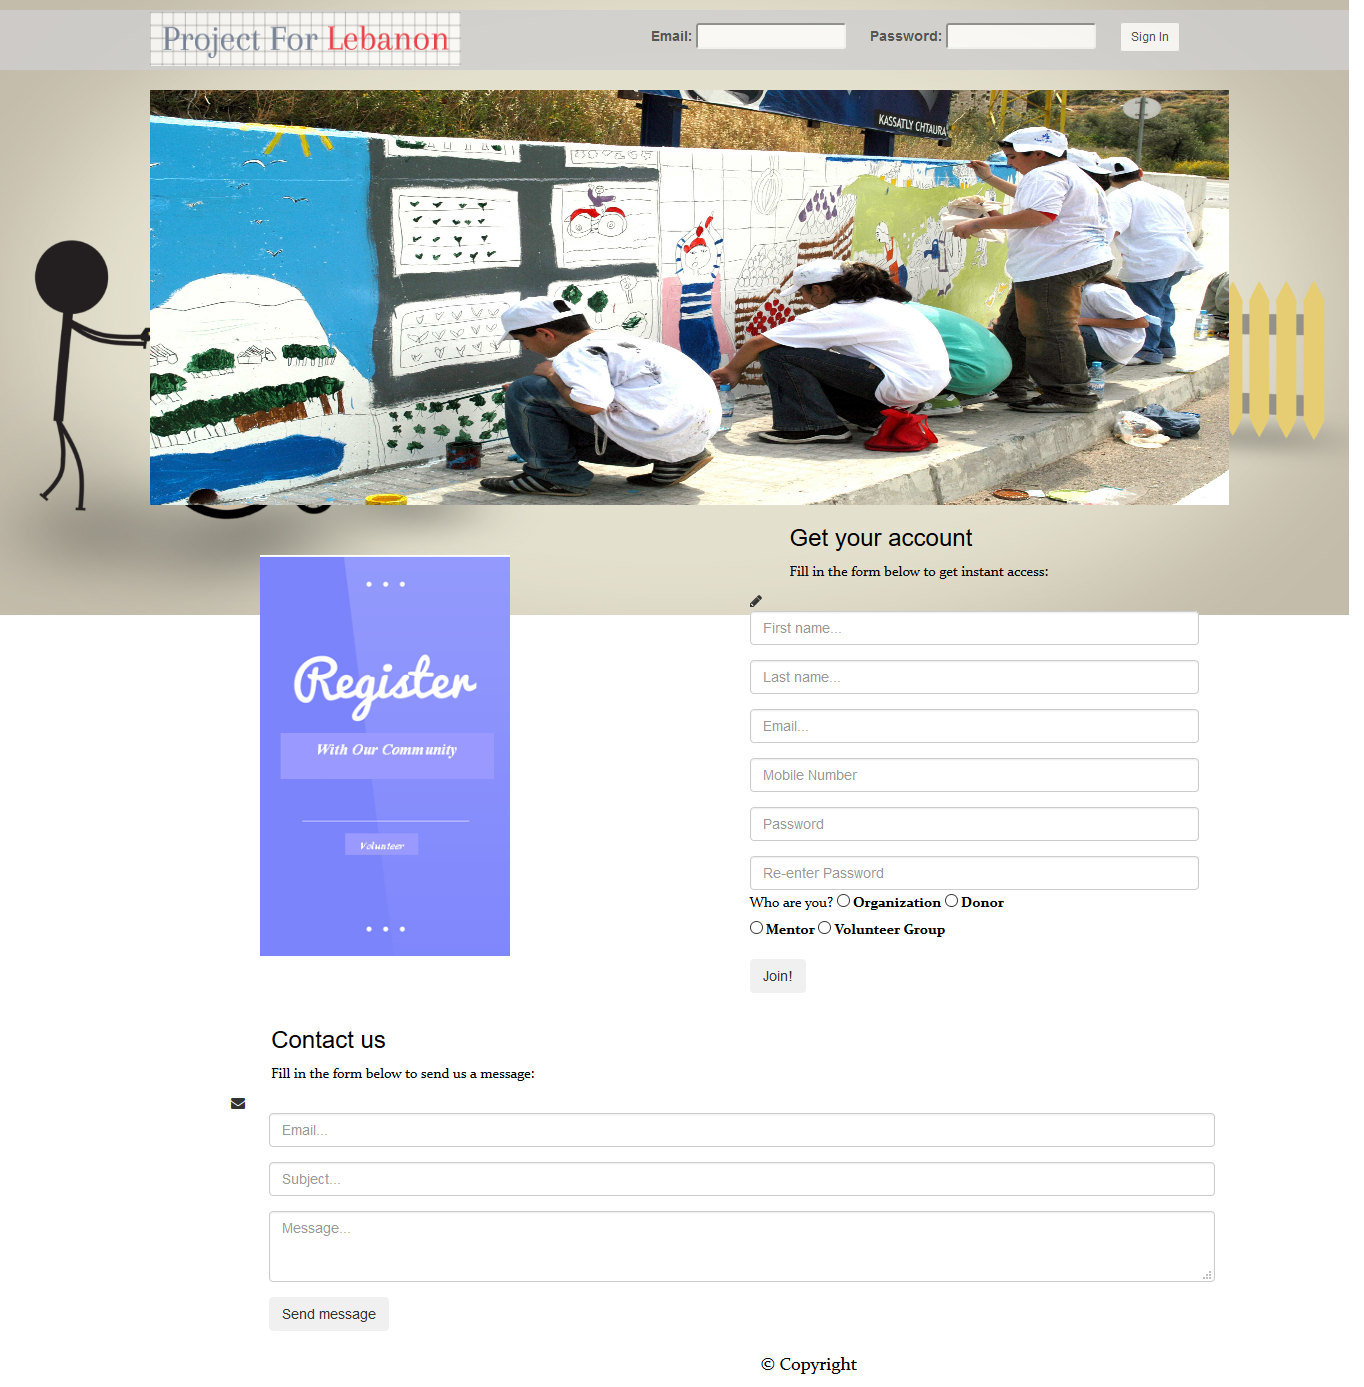 Project For Lebanon
Email:
Password:
Sign In
KASSATLY CHTAURA
Get your account
Fill in the form below to get instant access:
First name...
Last name...
Email...
Mobile Number
Password
Re-enter Password
Who are you? Organization Donor
Mentor Volunteer Group
Join!
Register
With Our Community
Volunteer
Contact us
Fill in the form below to send us a message:
Email...
Subject...
Message...
Send message
© Copyright